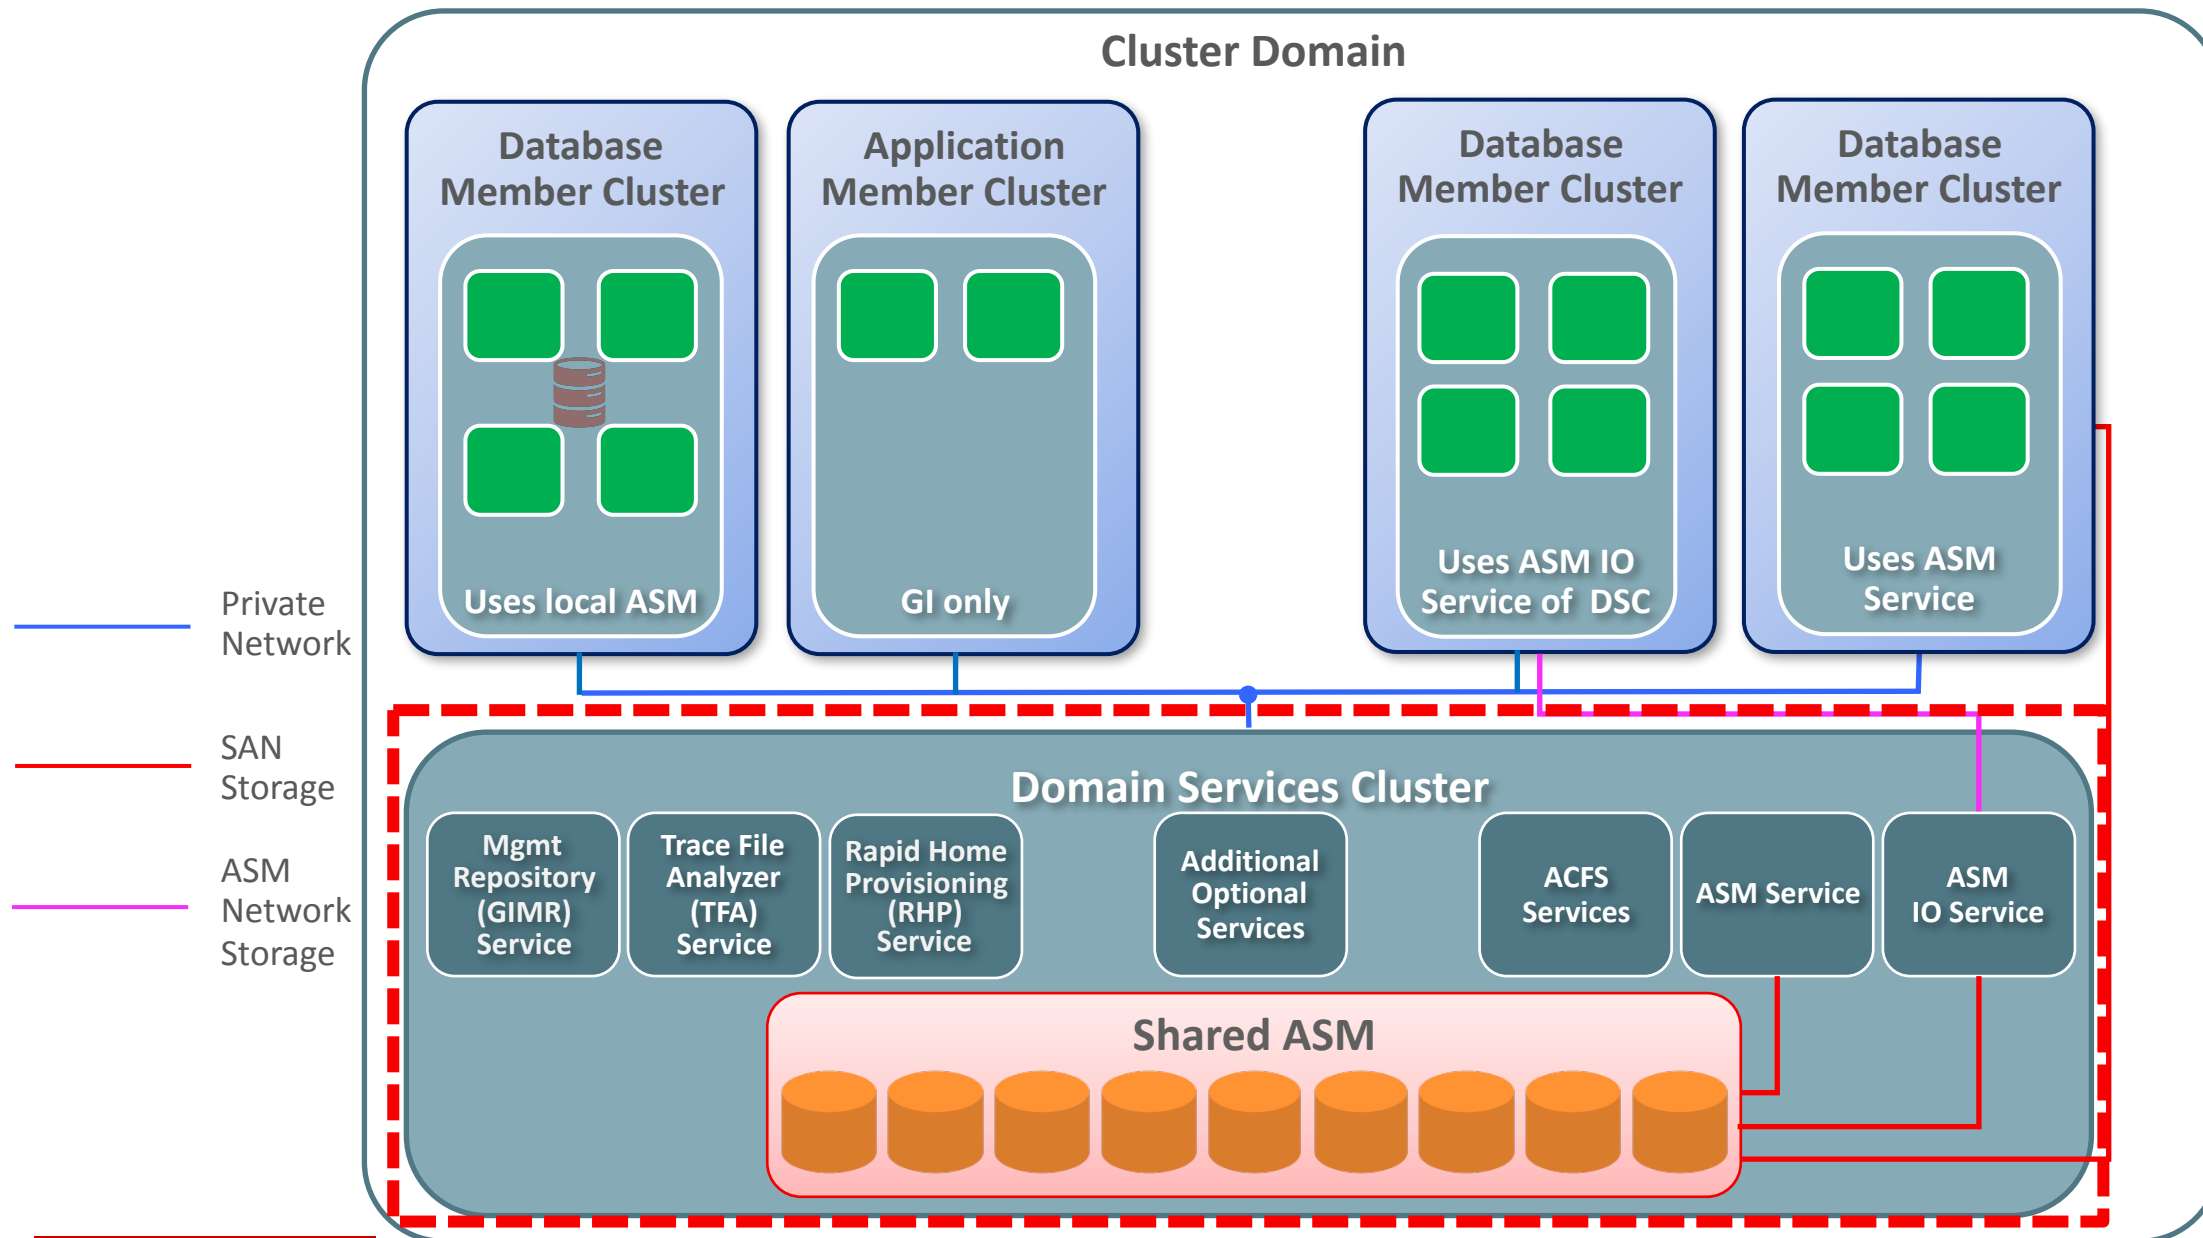 Cluster Domain
Database
Member Cluster
Uses local ASM
Application
Member Cluster
GI only
Database
Member Cluster
Uses ASM IO
Service of DSC
Database
Member Cluster
Uses ASM
Service
Private
Network
SAN
Storage
ASM
Network
Storage
Domain Services Cluster
Mgmt
Repository
(GIMR)
Service
Trace File
Analyzer
(TFA)
Service
Rapid Home
Provisioning
(RHP)
Service
Additional
Optional
Services
ACFS
Services
ASM Service
ASM
IO Service
Shared ASM